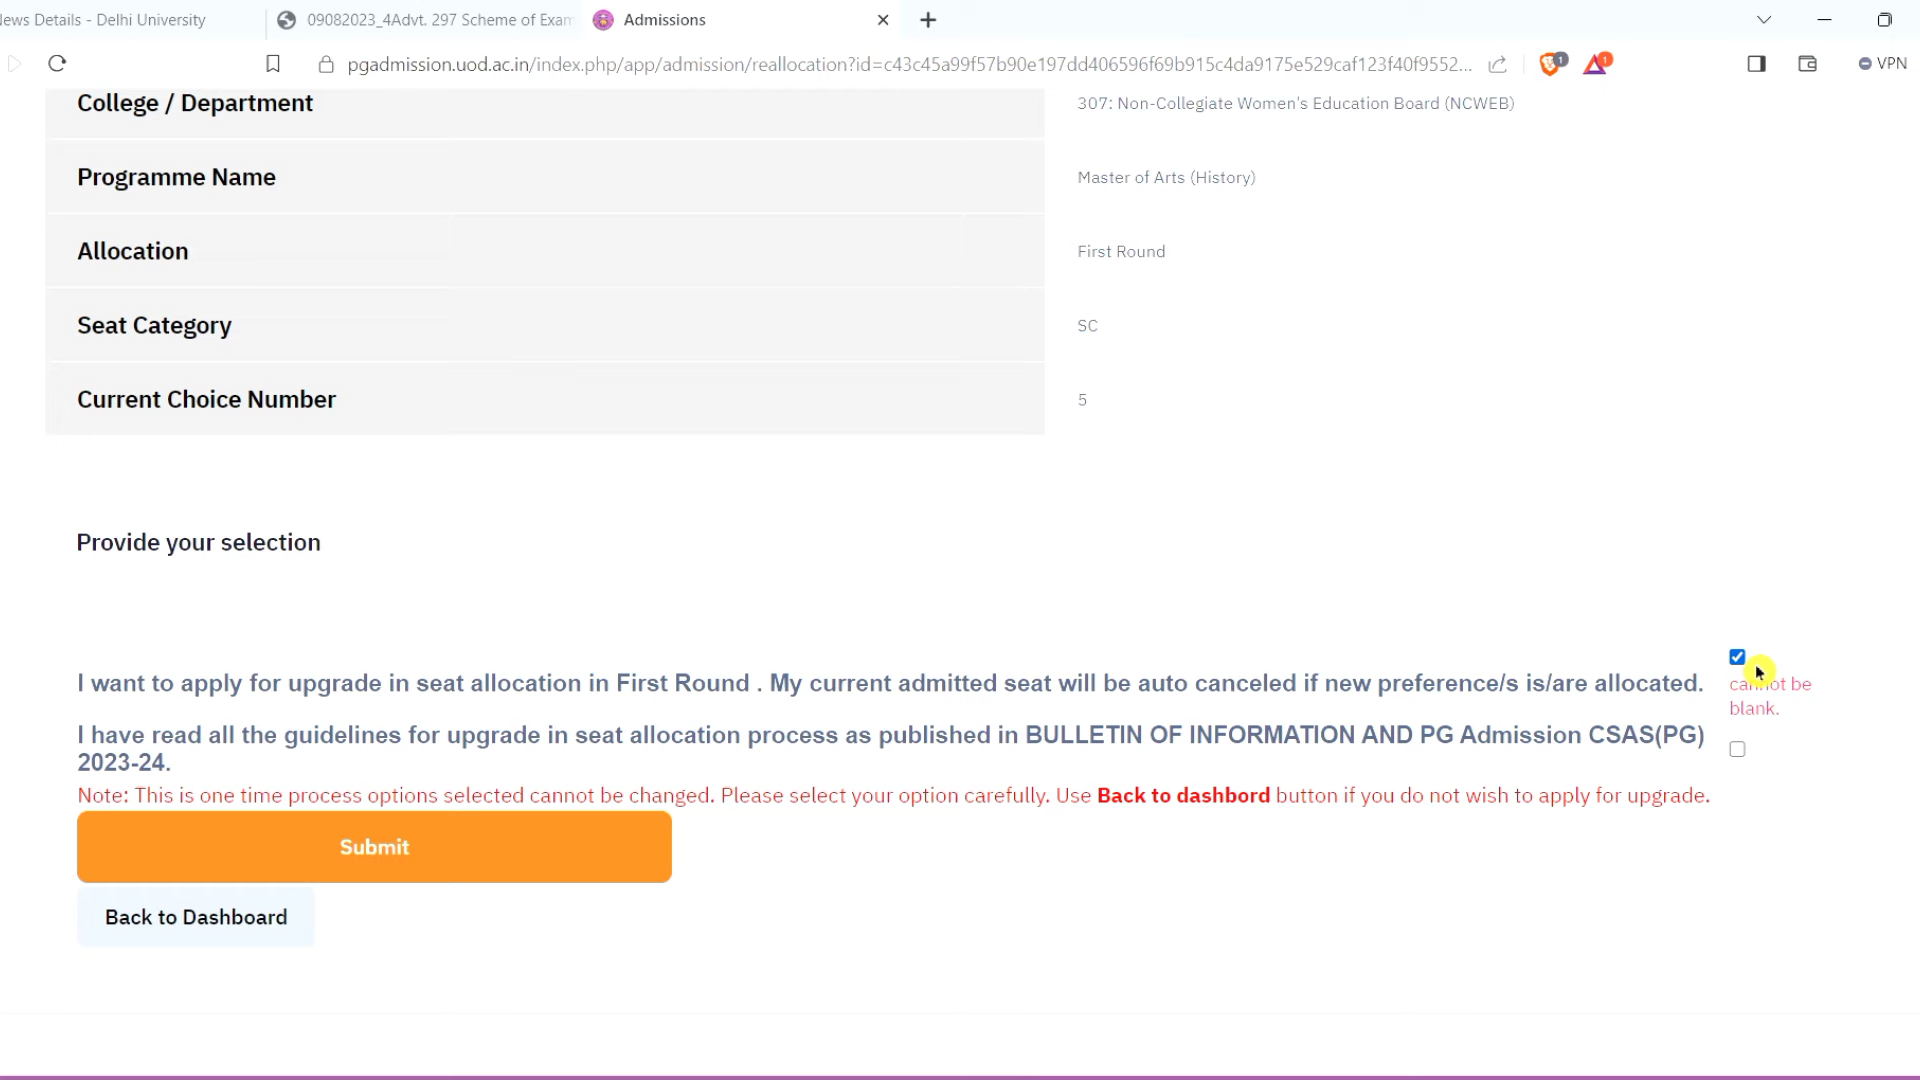 ews Details - Delhi University
09082023_4Advt. 297 Scheme of Exam
Admissions
pgadmission.uod.ac.in/index.php/app/admission/reallocation?id=c43c45a99f57b90e197dd406596f69b915c4da9175e529caf123f40f9552...
1
1
VPN
College / Department
307: Non-Collegiate Women's Education Board (NCWEB)
Programme Name
Master of Arts (History)
Allocation
First Round
Seat Category
SC
Current Choice Number
5
Provide your selection
I want to apply for upgrade in seat allocation in First Round . My current admitted seat will be auto canceled if new preference/s is/are allocated.
cannot be
blank.
I have read all the guidelines for upgrade in seat allocation process as published in BULLETIN OF INFORMATION AND PG Admission CSAS(PG)
2023-24.
Note: This is one time process options selected cannot be changed. Please select your option carefully. Use Back to dashbord button if you do not wish to apply for upgrade.
Submit
Back to Dashboard